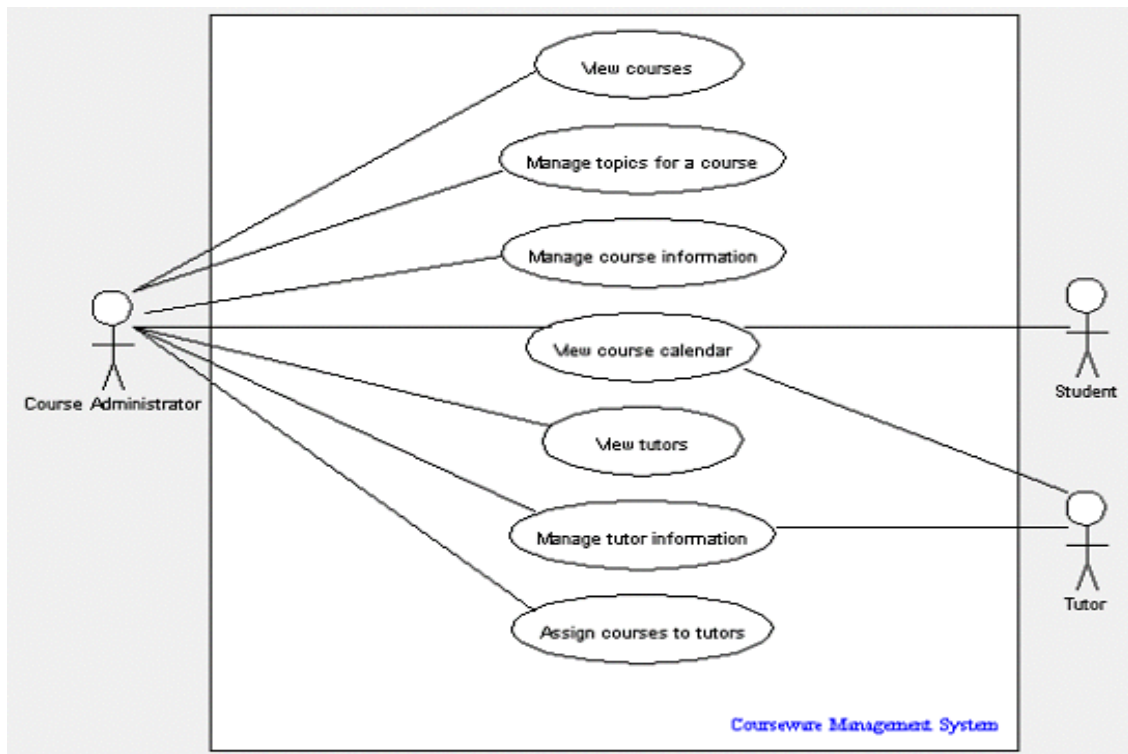 View courses
Manage topics for a course
Manage course information
View course calendar
Course Administrator
Student
View tutors
Manage tutor information
Tutor
Assign courses to tutors
Courseware Management System